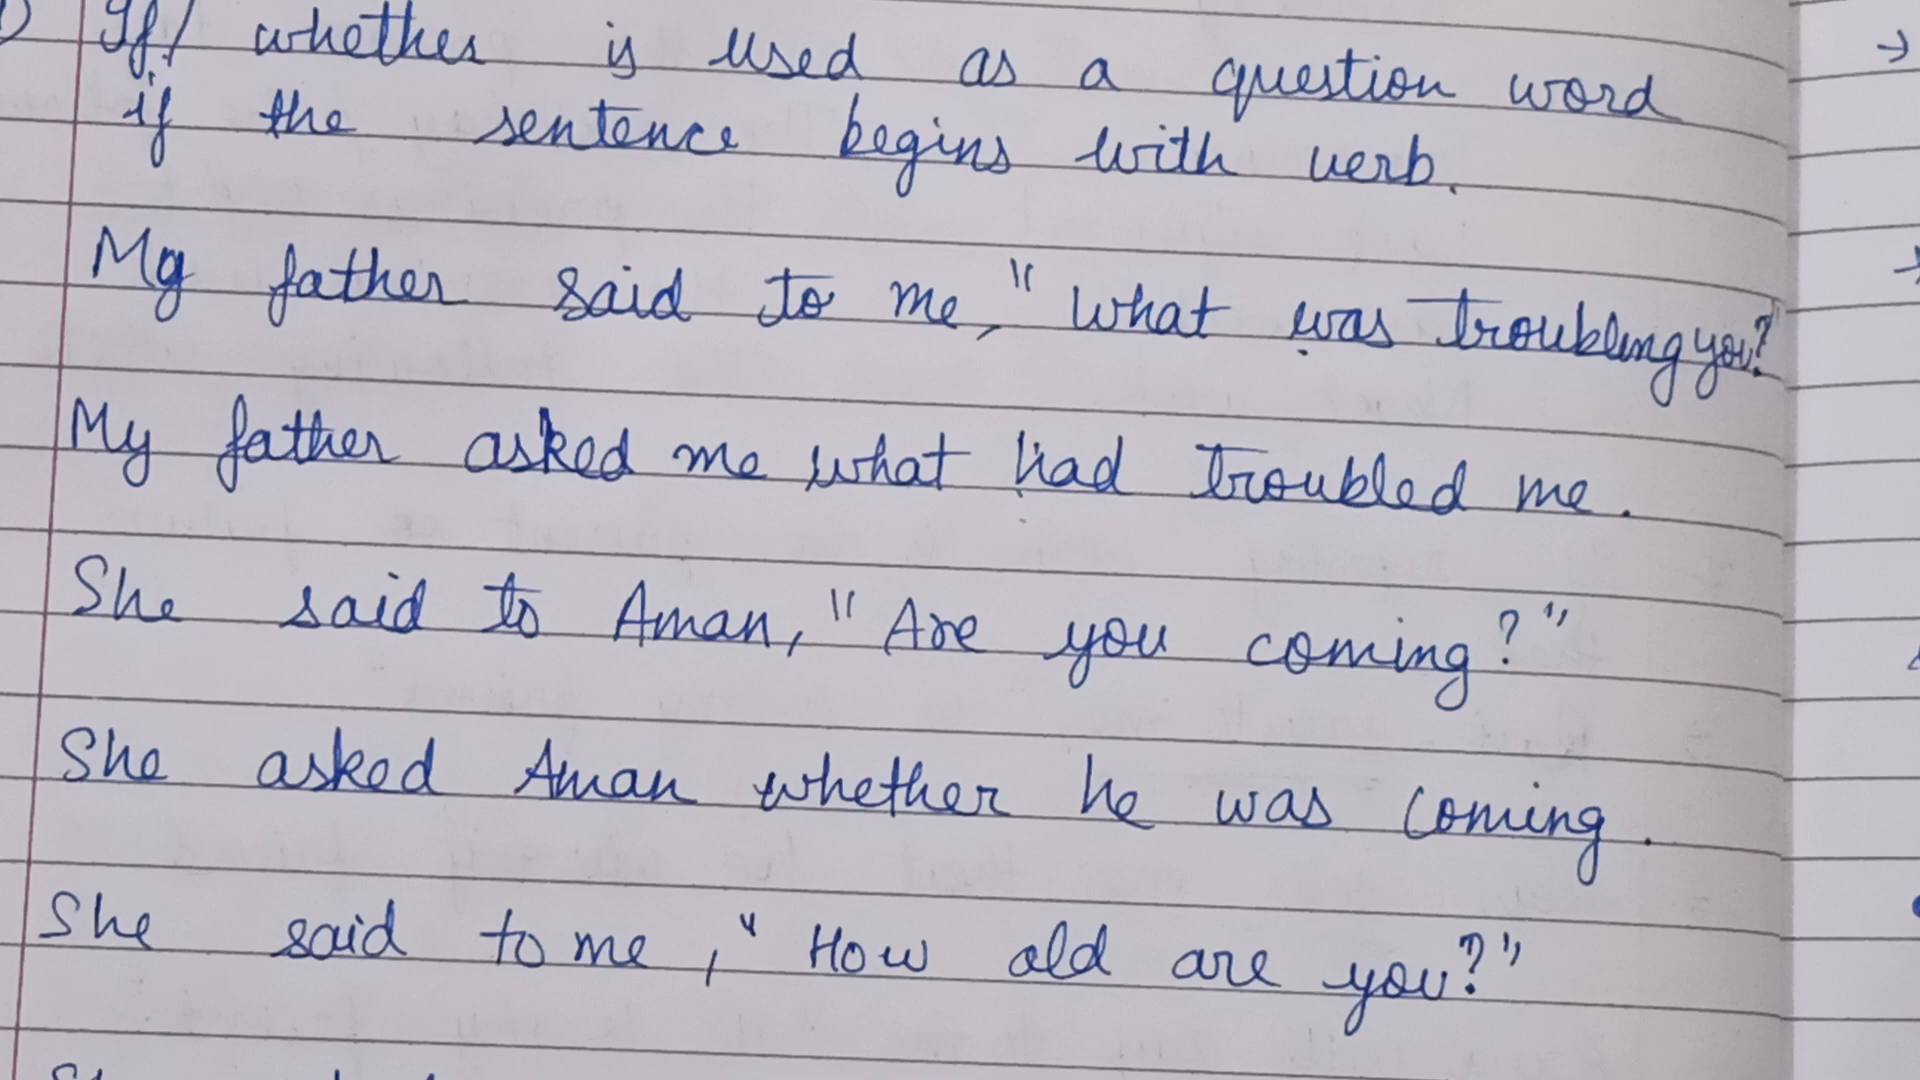 If/ whether is used as a question word
if the sentence begins with verb.
My father said to me, "What was troubling you?"
My father asked me what had troubled me.
She said to Aman, "Are you coming?"
She asked Aman whether he was coming.
She said to me, "How old are you?"